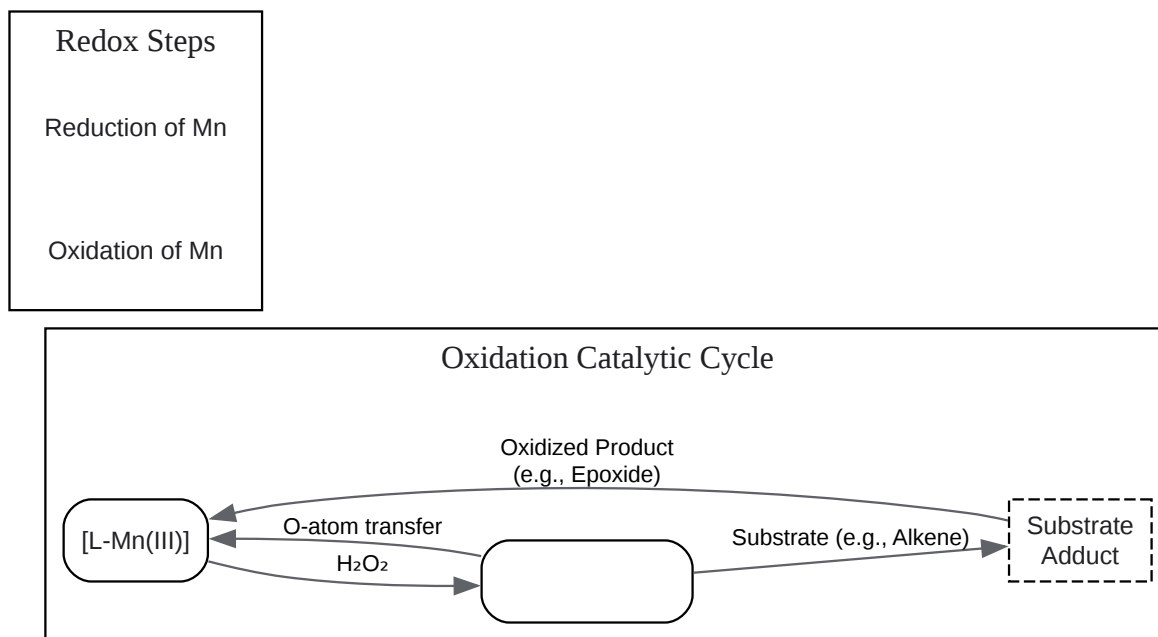 Redox Steps
Reduction of Mn
Oxidation of Mn
Oxidation Catalytic Cycle
Oxidized Product
(e.g., Epoxide)
[L-Mn(III)]
O-atom transfer
H₂O₂
Substrate (e.g., Alkene)
Substrate
Adduct